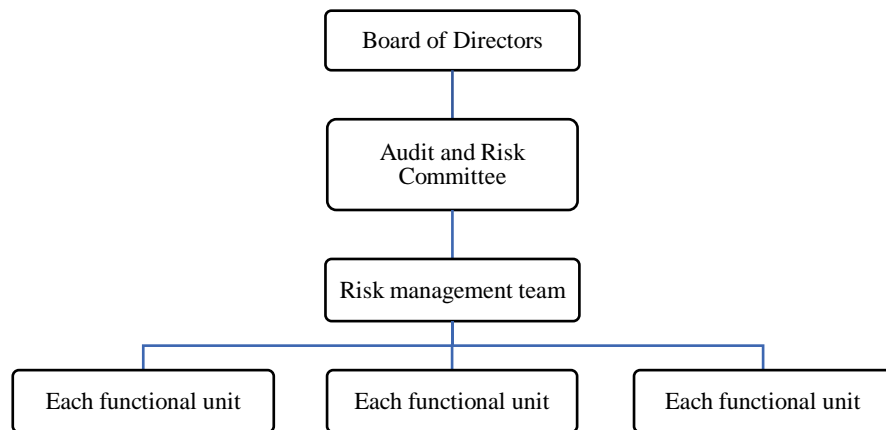 Board of Directors
Audit and Risk
Committee
Risk management team
Each functional unit
Each functional unit
Each functional unit